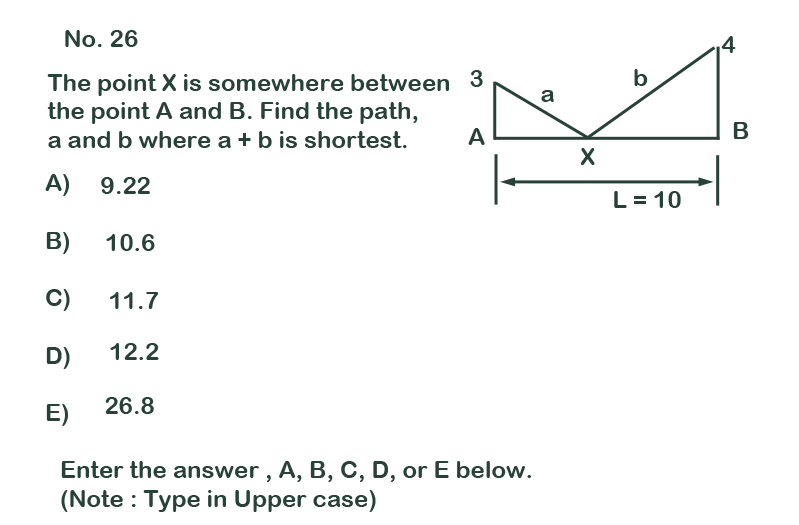 No. 26
The point X is somewhere between
the point A and B. Find the path,
a and b where a + b is shortest.
A) 9.22
B) 10.6
C) 11.7
D) 12.2
E) 26.8
3
4
a
b
A
B
X
L = 10
Enter the answer , A, B, C, D, or E below.
(Note : Type in Upper case)